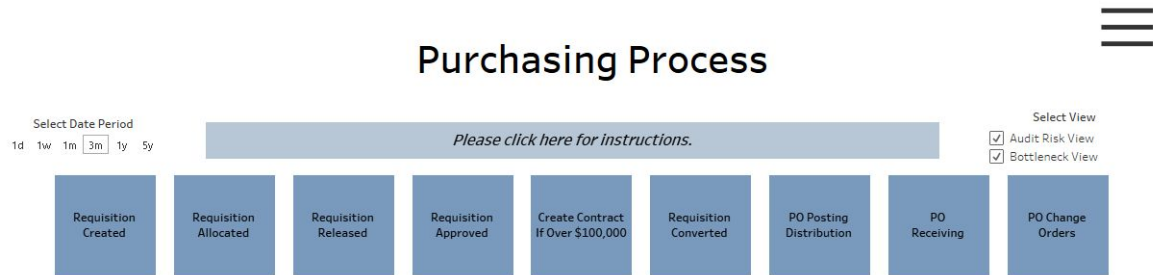 Purchasing Process
Select Date Period
1d 1w 1m 3m 1y 5y
Please click here for instructions.
Select View
Audit Risk View
Bottleneck View
Requisition
Created
Requisition
Allocated
Requisition
Released
Requisition
Approved
Create Contract
If Over $100,000
Requisition
Converted
PO Posting
Distribution
PO
Receiving
PO Change
Orders